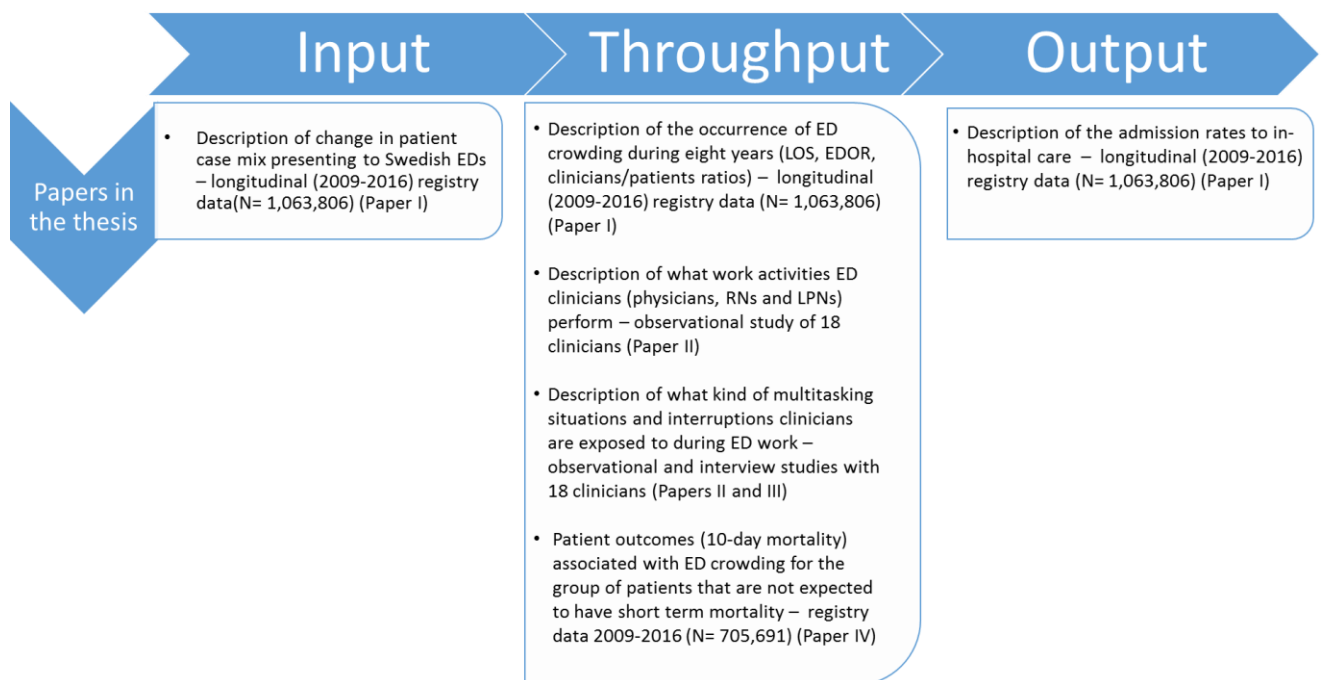 Input
Throughput
Output
Papers in
the thesis
• Description of change in patient
case mix presenting to Swedish EDs
– longitudinal (2009-2016) registry
data(N= 1,063,806) (Paper I)
• Description of the occurrence of ED
crowding during eight years (LOS, EDOR,
clinicians/patients ratios) – longitudinal
(2009-2016) registry data (N= 1,063,806)
(Paper I)
• Description of what work activities ED
clinicians (physicians, RNs and LPNs)
perform – observational study of 18
clinicians (Paper II)
• Description of what kind of multitasking
situations and interruptions clinicians
are exposed to during ED work –
observational and interview studies with
18 clinicians (Papers II and III)
• Patient outcomes (10-day mortality)
associated with ED crowding for the
group of patients that are not expected
to have short term mortality – registry
data 2009-2016 (N= 705,691) (Paper IV)
• Description of the admission rates to in-
hospital care – longitudinal (2009-2016)
registry data (N= 1,063,806) (Paper I)